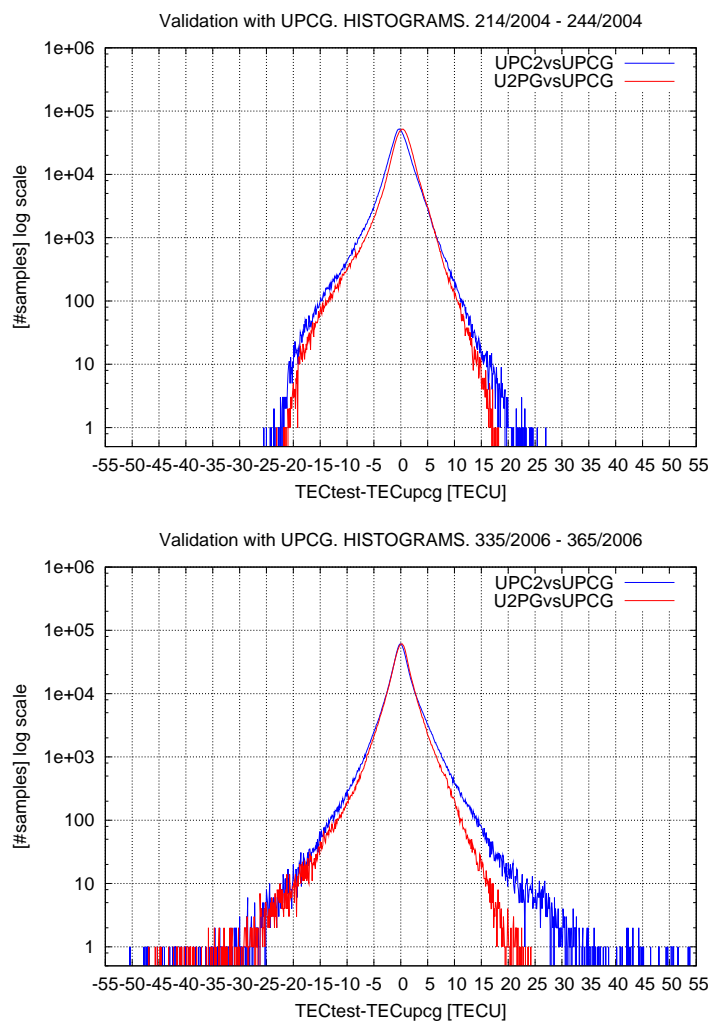 Validation with UPCG. HISTOGRAMS. 214/2004 - 244/2004
1e+06
UPC2vsUPCG
U2PGvsUPCG
1e+05
1e+04
1e+03
100
10
1
[#samples] log scale
-55-50-45-40-35-30-25-20-15-10 -5 0 5 10 15 20 25 30 35 40 45 50 55
TECtest-TECupcg [TECU]
Validation with UPCG. HISTOGRAMS. 335/2006 - 365/2006
1e+06
UPC2vsUPCG
U2PGvsUPCG
1e+05
1e+04
1e+03
100
10
1
[#samples] log scale
-55-50-45-40-35-30-25-20-15-10 -5 0 5 10 15 20 25 30 35 40 45 50 55
TECtest-TECupcg [TECU]